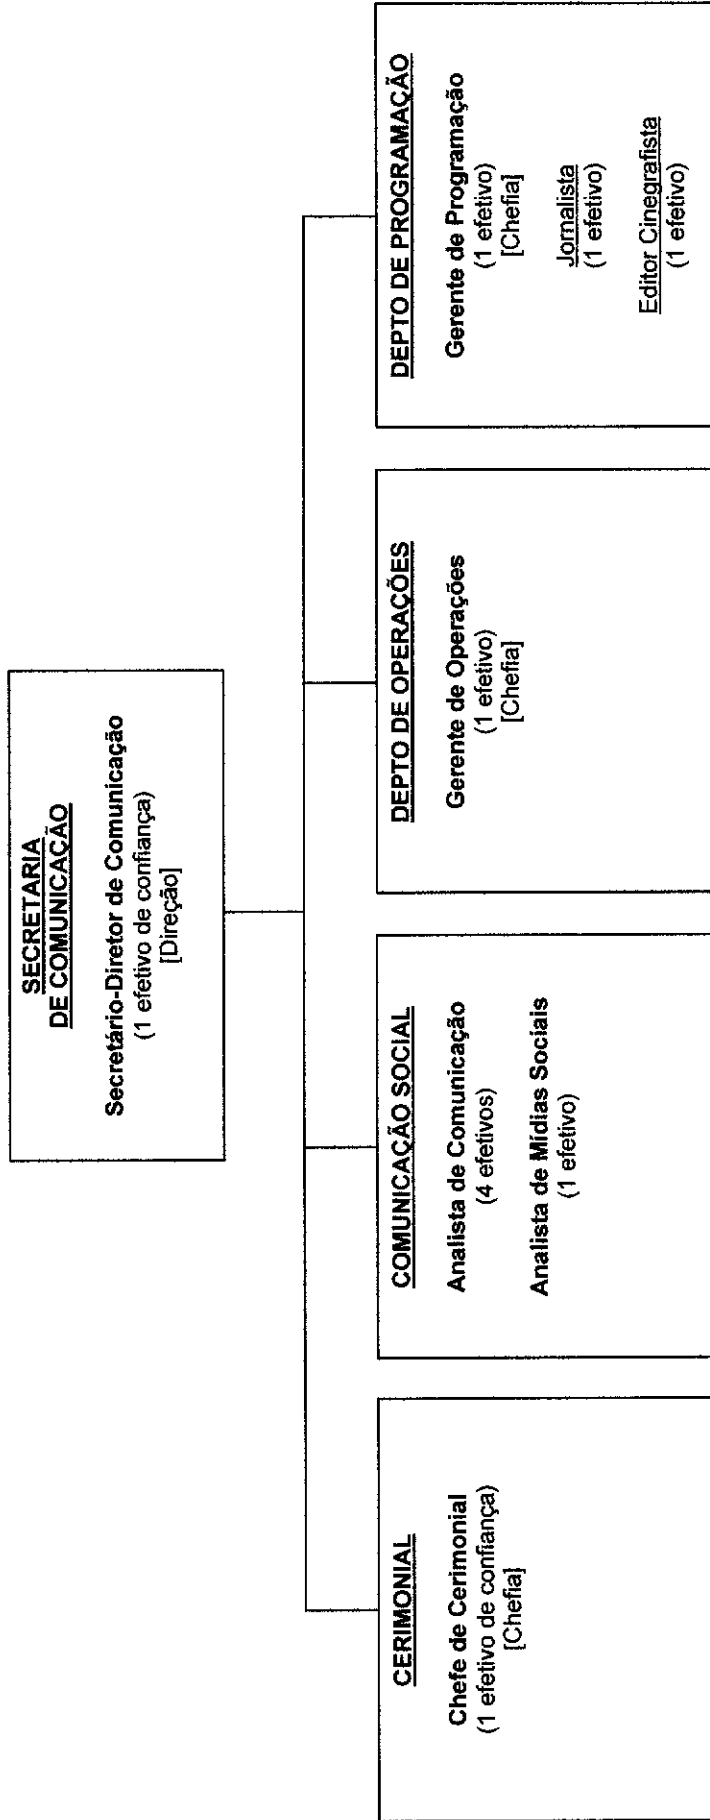 SECRETARIA
DE COMUNICAÇÃO
Secretário-Diretor de Comunicação
(1 efetivo de confiança)
[Direção]
CERIMONIAL
Chefe de Cerimonial
(1 efetivo de confiança)
[Chefia]
COMUNICAÇÃO SOCIAL
Analista de Comunicação
(4 efetivos)
Analista de Mídias Sociais
(1 efetivo)
DEPTO DE OPERAÇÕES
Gerente de Operações
(1 efetivo)
[Chefia]
DEPTO DE PROGRAMAÇÃO
Gerente de Programação
(1 efetivo)
[Chefia]
Jornalista
(1 efetivo)
Editor Cinegrafista
(1 efetivo)